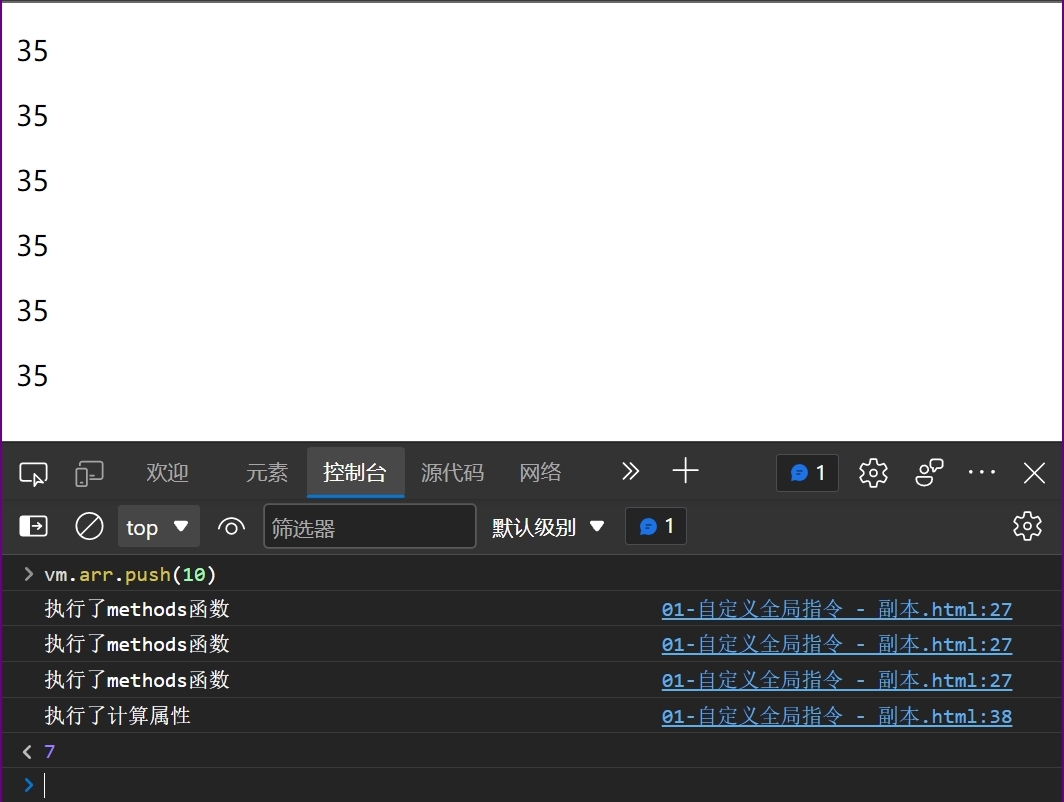 35
35
35
35
35
35
欢迎 元素 控制台 源代码 网络 1
top 筛选器 默认级别 1
vm.arr.push(10)
执行了methods函数 01-自定义全局指令 - 副本.html:27
执行了methods函数 01-自定义全局指令 - 副本.html:27
执行了methods函数 01-自定义全局指令 - 副本.html:27
执行了计算属性 01-自定义全局指令 - 副本.html:38
7